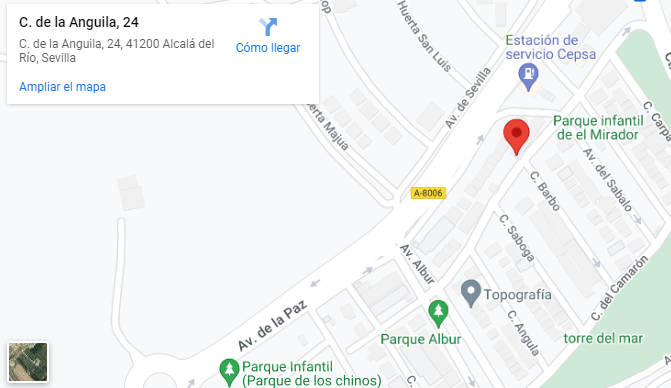 C. de la Anguila, 24
C. de la Anguila, 24, 41200 Alcalá del
Río, Sevilla
Cómo llegar
Ampliar el mapa
Huerta San Luis
Estación de
servicio Cepsa
Av. de Sevilla
Parque infantil
de el Mirador
C. Carpa
erta Majua
Av. del Sabalo
C. Barbo
A-8006
C. Saboga
Av. Albur
C. del Camarón
Topografía
Av. de la Paz
Parque Albur
C. Angula
torre del mar
Parque Infantil
(Parque de los chinos)